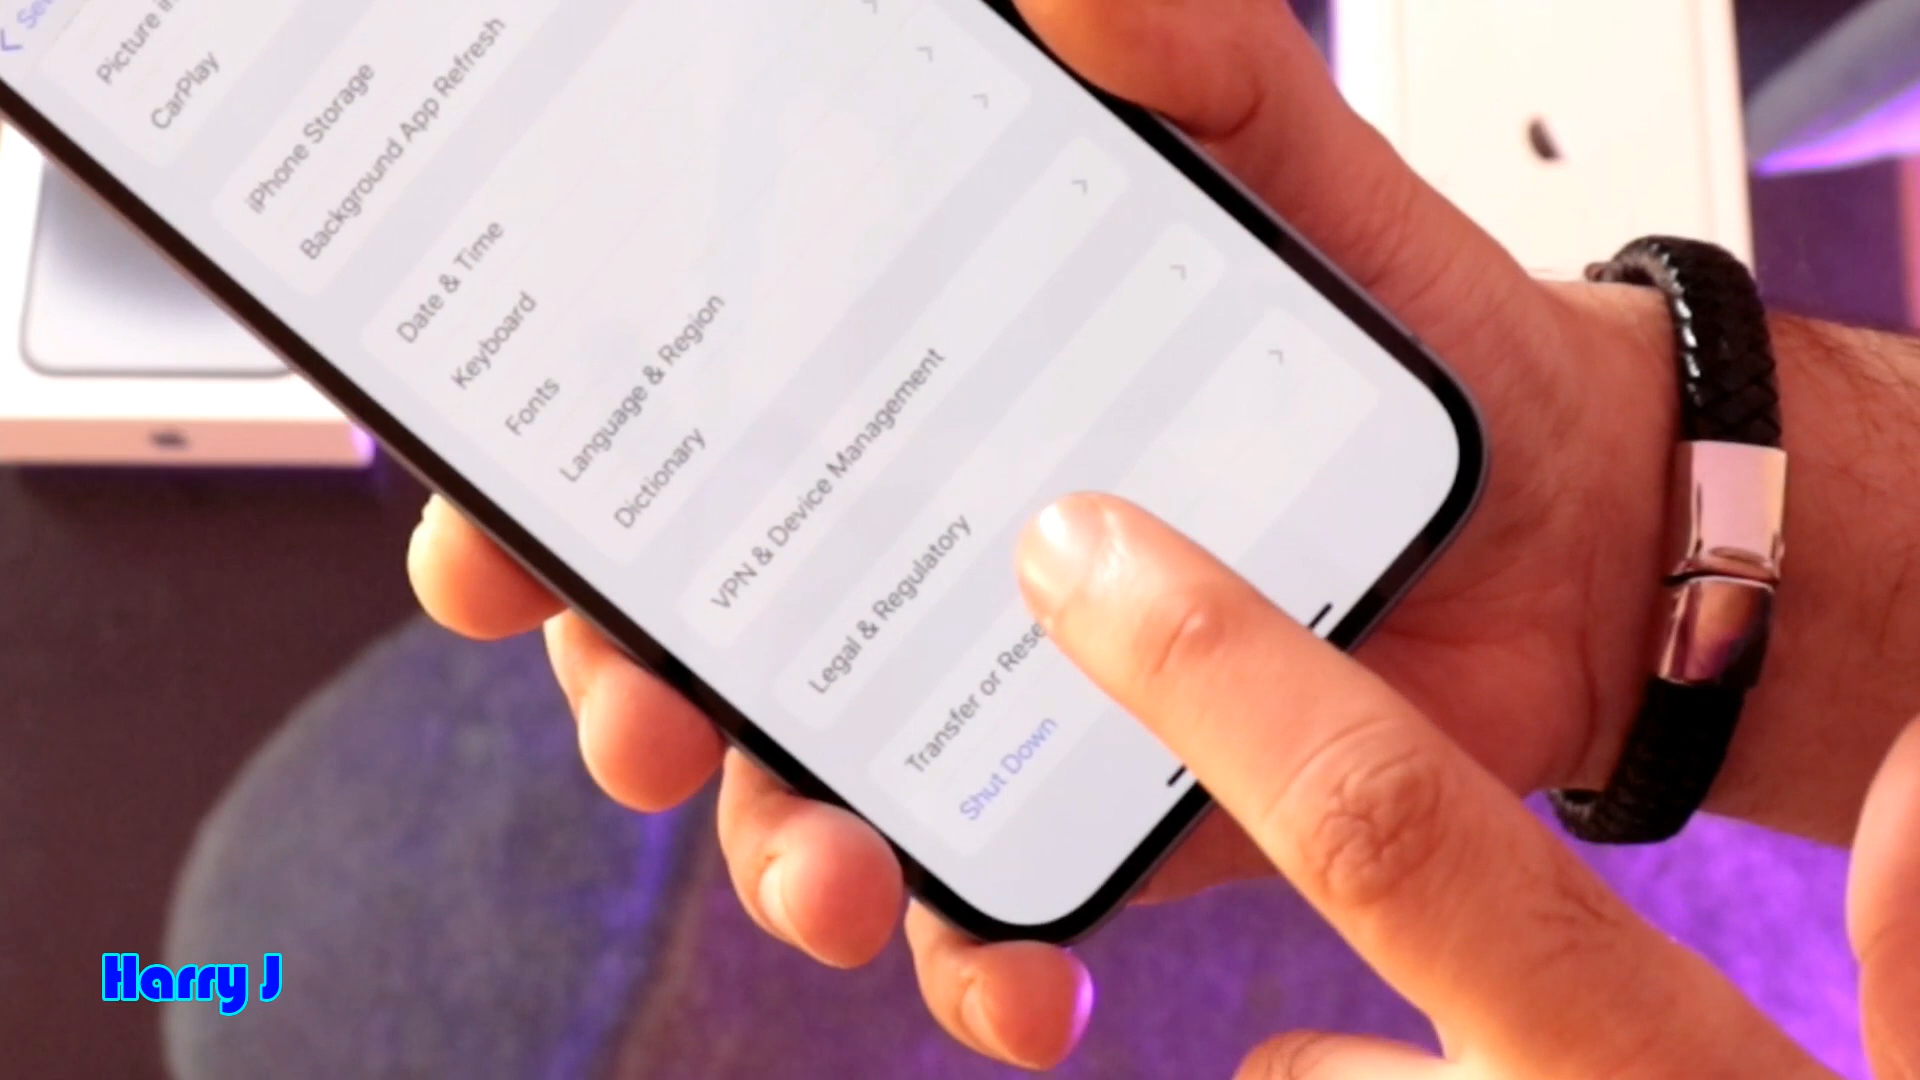 Picture in
CarPlay
iPhone Storage
Background App Refresh
Date & Time
Keyboard
Fonts
Language & Region
Dictionary
VPN & Device Management
Legal & Regulatory
Transfer or Rese
Shut Down
Harry J